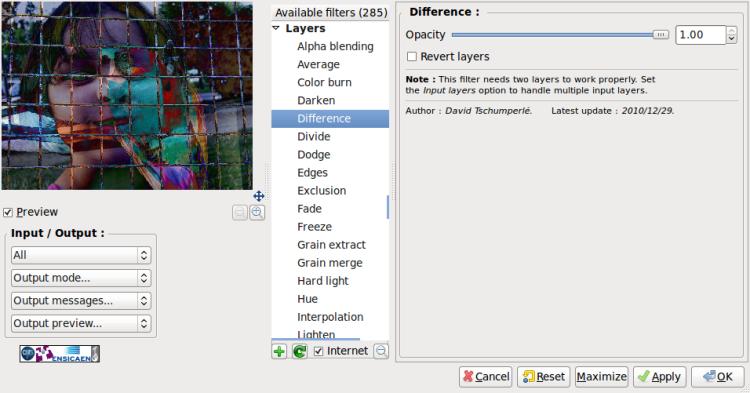 Preview
Input / Output :
All
Output mode...
Output messages...
Output preview...
ENSICAEN
Available filters (285)
Layers
Alpha blending
Average
Color burn
Darken
Difference
Divide
Dodge
Edges
Exclusion
Fade
Freeze
Grain extract
Grain merge
Hard light
Hue
Interpolation
Lighten
Internet
Difference :
Opacity 1.00
Revert layers
Note : This filter needs two layers to work properly. Set
the Input layers option to handle multiple input layers.
Author : David Tschumperlé. Latest update : 2010/12/29.
Cancel Reset Maximize Apply OK